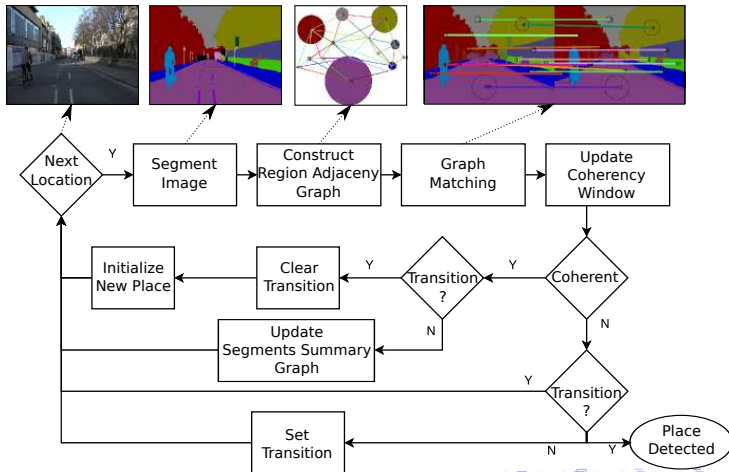 Next
Location
Y
Segment
Image
Construct
Region Adjaceny
Graph
Graph
Matching
Update
Coherency
Window
Initialize
New Place
Clear
Transition
Y
Transition
?
Y
Coherent
N
Update
Segments Summary
Graph
N
Y
Transition
?
Set
Transition
N
Y
Place
Detected